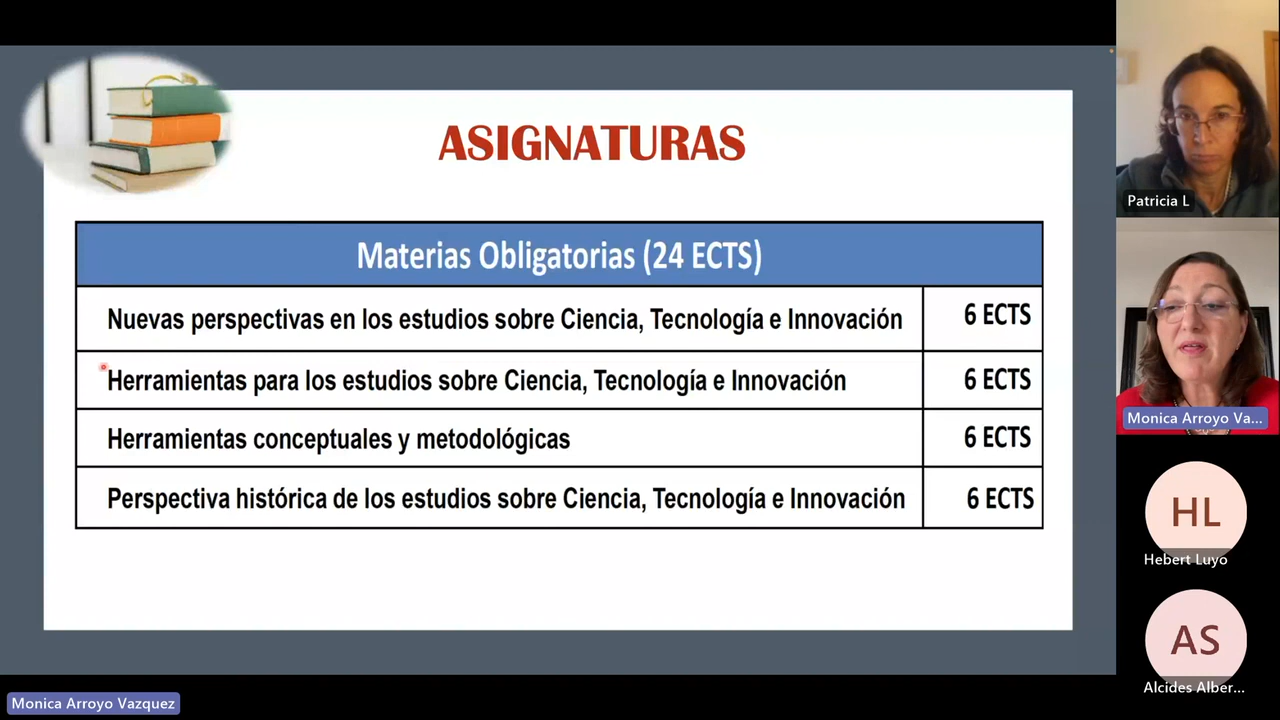 ASIGNATURAS
Materias Obligatorias (24 ECTS)
Nuevas perspectivas en los estudios sobre Ciencia, Tecnología e Innovación 6 ECTS
Herramientas para los estudios sobre Ciencia, Tecnología e Innovación 6 ECTS
Herramientas conceptuales y metodológicas 6 ECTS
Perspectiva histórica de los estudios sobre Ciencia, Tecnología e Innovación 6 ECTS
Patricia L
Monica Arroyo Va...
HL
Hebert Luyo
AS
Alcides Alber...
Monica Arroyo Vazquez